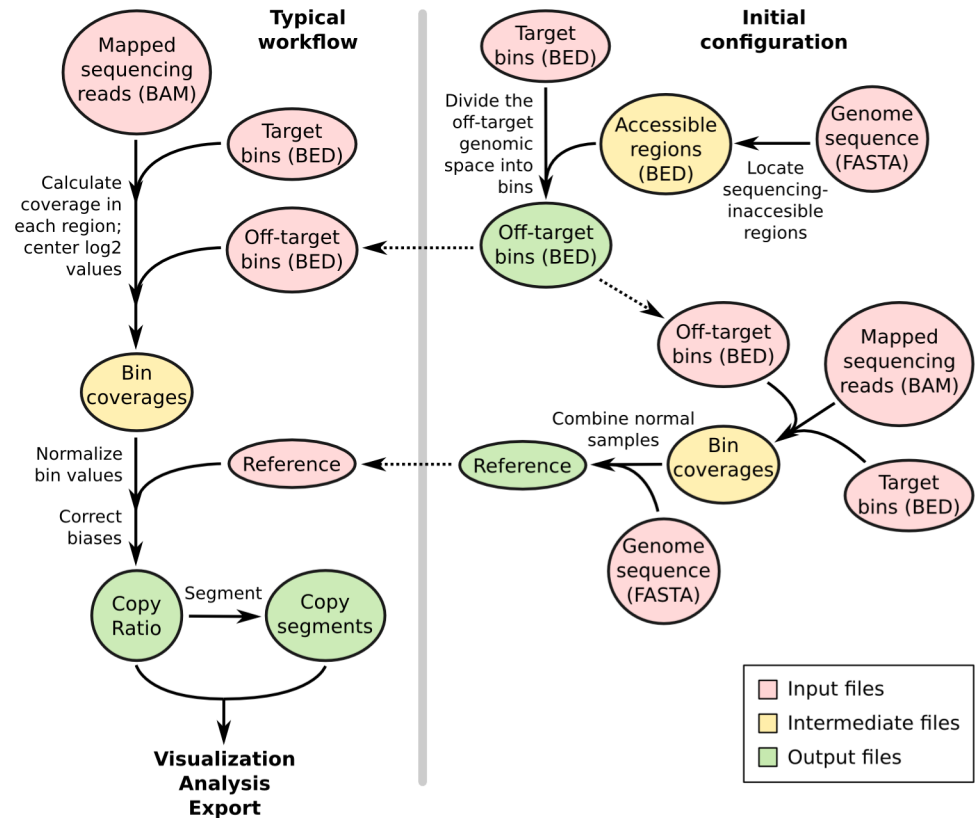 Typical
workflow
Mapped
sequencing
reads (BAM)
Target
bins (BED)
Calculate
coverage in
each region;
center log2
values
Off-target
bins (BED)
Bin
coverages
Normalize
bin values
Reference
Correct
biases
Copy
Ratio
Segment
Copy
segments
Visualization
Analysis
Export
Initial
configuration
Target
bins (BED)
Divide the
off-target
genomic
space into
bins
Accessible
regions
(BED)
Genome
sequence
(FASTA)
Locate
sequencing-
inaccesible
regions
Off-target
bins (BED)
Off-target
bins (BED)
Mapped
sequencing
reads (BAM)
Combine normal
samples
Bin
coverages
Reference
Target
bins (BED)
Genome
sequence
(FASTA)
Input files
Intermediate files
Output files